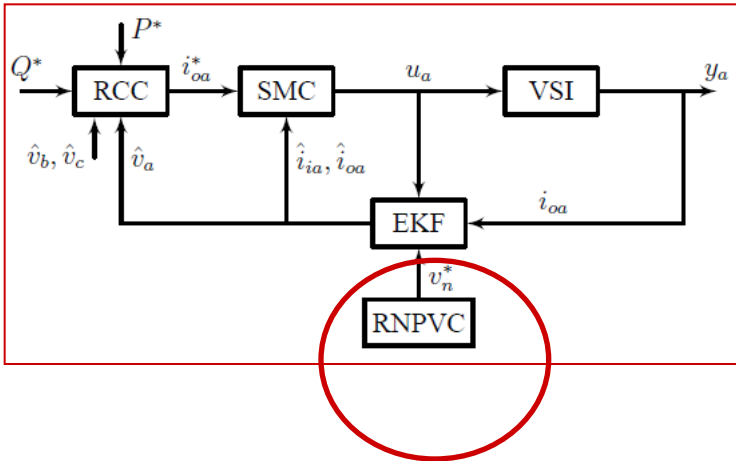 P*
Q*
i*oa
ua
ya
RCC
SMC
VSI
v̂b, v̂c
v̂a
îia, îoa
ioa
EKF
v*n
RNPVC